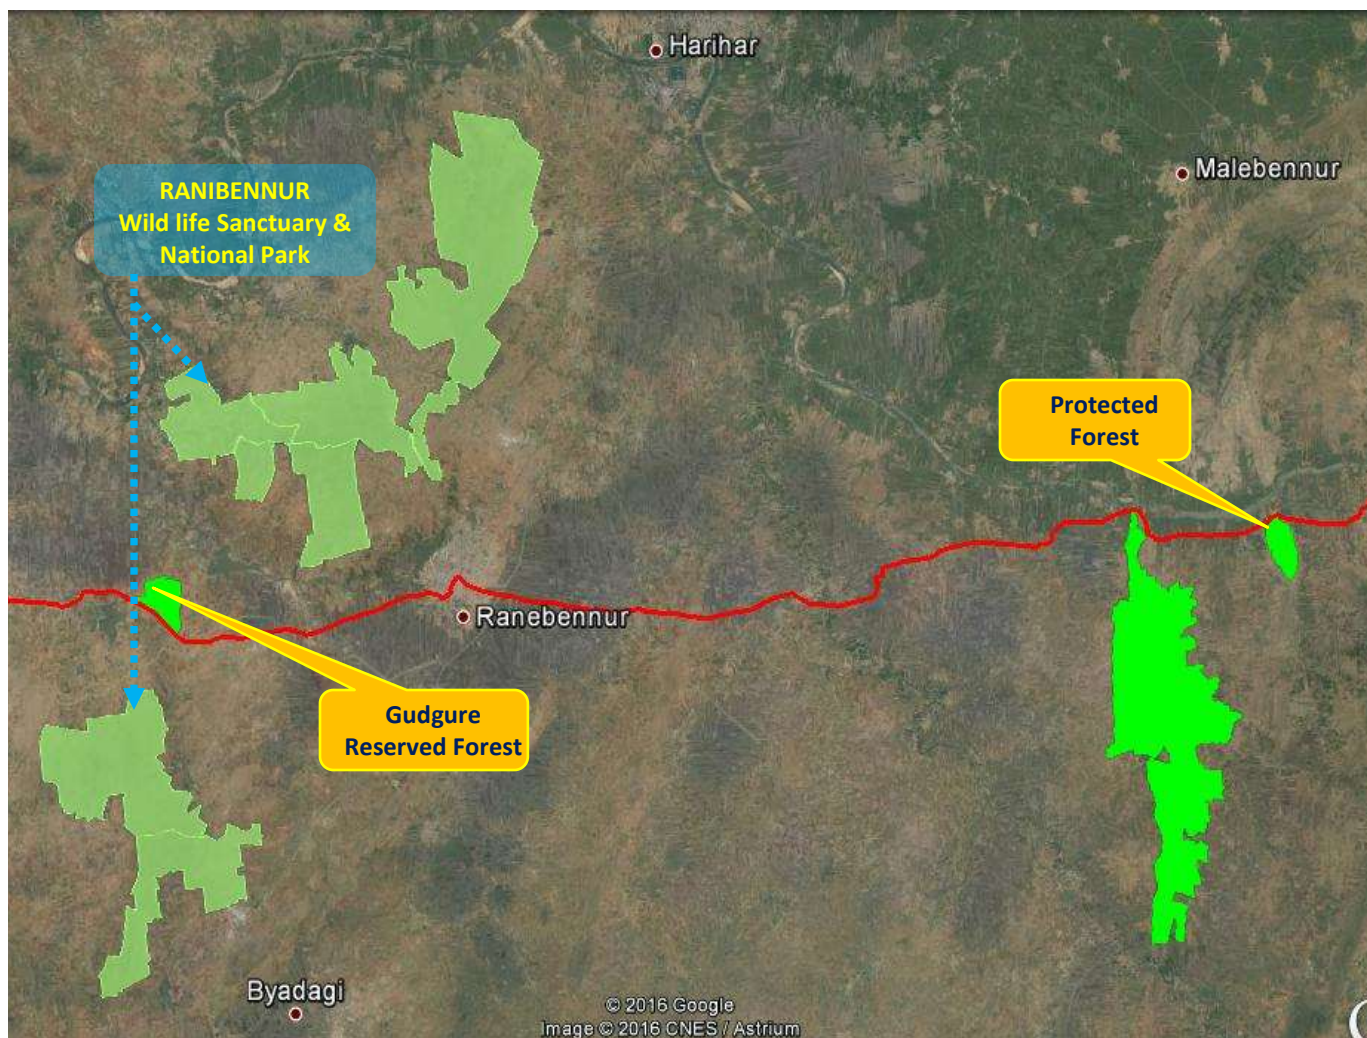 Harihar
Malebennur
RANIBENNUR
Wild life Sanctuary &
National Park
Protected
Forest
Ranebennur
Gudgure
Reserved Forest
Byadagi
© 2016 Google
Image © 2016 CNES / Astrium